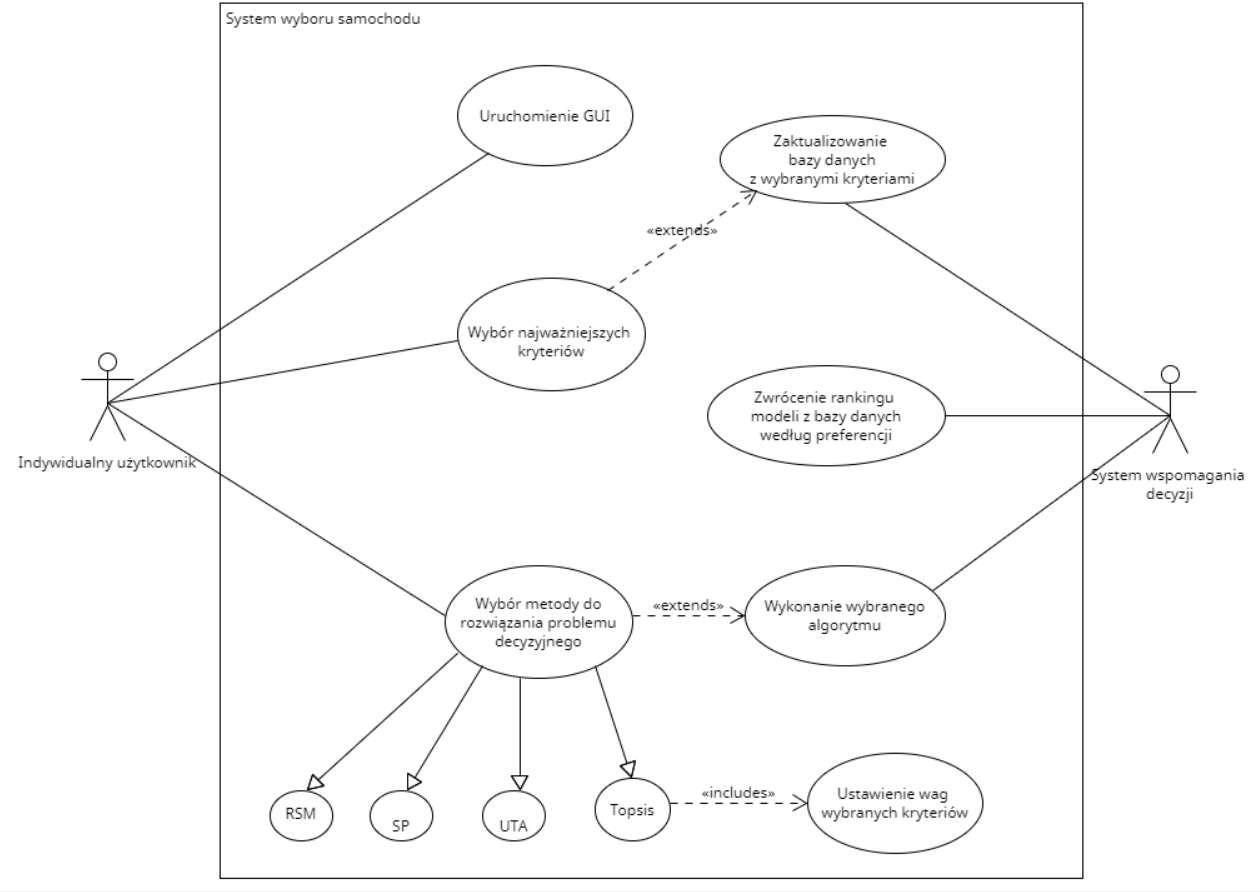 System wyboru samochodu
Uruchomienie GUI
Zaktualizowanie
bazy danych
z wybranymi kryteriami
«extends»
Wybór najważniejszych
kryteriów
Zwrócenie rankingu
modeli z bazy danych
według preferencji
Indywidualny użytkownik
System wspomagania
decyzji
Wybór metody do
rozwiązania problemu
decyzyjnego
«extends»
Wykonanie wybranego
algorytmu
RSM
SP
UTA
Topsis
«includes»
Ustawienie wag
wybranych kryteriów